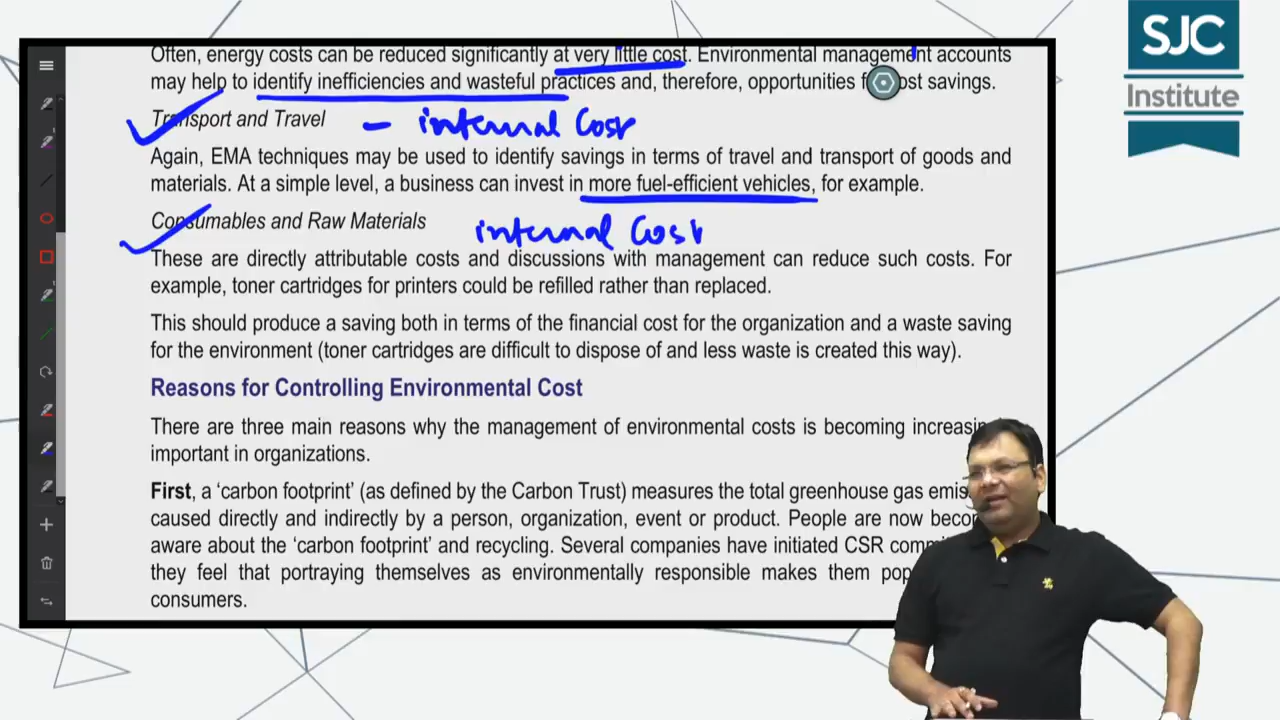 SJC
Institute
Often, energy costs can be reduced significantly at very little cost. Environmental management accounts
may help to identify inefficiencies and wasteful practices and, therefore, opportunities cost savings.
Transport and Travel - internal Cost
Again, EMA techniques may be used to identify savings in terms of travel and transport of goods and
materials. At a simple level, a business can invest in more fuel-efficient vehicles, for example.
Consumables and Raw Materials internal Cost
These are directly attributable costs and discussions with management can reduce such costs. For
example, toner cartridges for printers could be refilled rather than replaced.
This should produce a saving both in terms of the financial cost for the organization and a waste saving
for the environment (toner cartridges are difficult to dispose of and less waste is created this way).
Reasons for Controlling Environmental Cost
There are three main reasons why the management of environmental costs is becoming
important in organizations.
First, a ‘carbon footprint’ (as defined by the Carbon Trust) measures the total greenhouse gas
caused directly and indirectly by a person, organization, event or product. People are now
aware about the ‘carbon footprint’ and recycling. Several companies have initiated CSR
they feel that portraying themselves as environmentally responsible makes them
consumers.